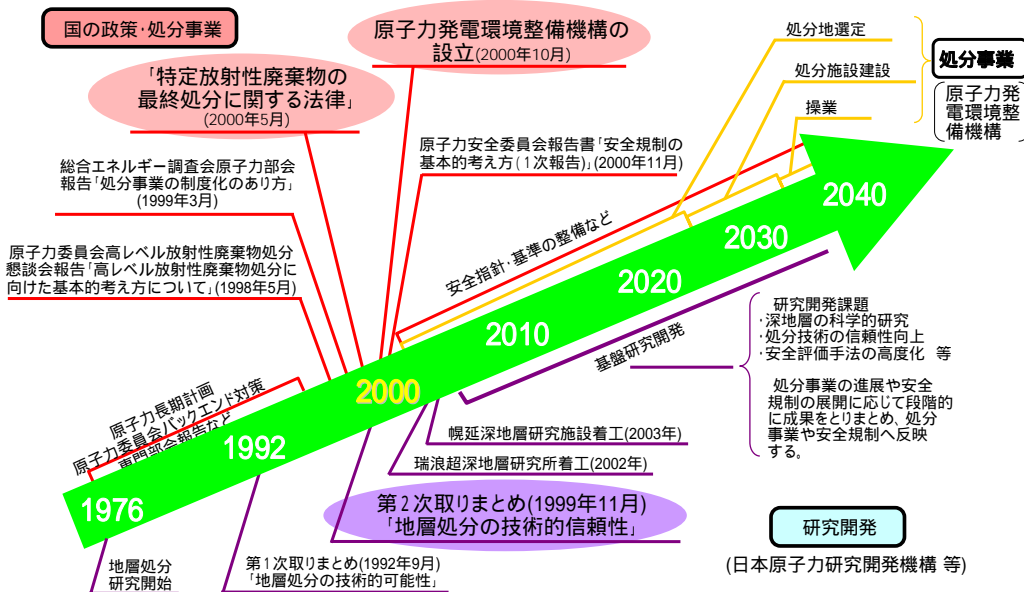 国の政策・処分事業
原子力発電環境整備機構の
設立(2000年10月)
「特定放射性廃棄物の
最終処分に関する法律」
(2000年5月)
処分地選定
処分施設建設
操業
処分事業
原子力発
電環境整
備機構
原子力安全委員会報告書「安全規制の
基本的考え方(1次報告)」(2000年11月)
総合エネルギー調査会原子力部会
報告「処分事業の制度化のあり方」
(1999年3月)
原子力委員会高レベル放射性廃棄物処分
懇談会報告「高レベル放射性廃棄物処分に
向けた基本的考え方について」(1998年5月)
安全指針・基準の整備など
原子力長期計画
原子力委員会バックエンド対策
専門部会報告など
1976
1992
2000
2010
2020
2030
2040
基盤研究開発
研究開発課題
・深地層の科学的研究
・処分技術の信頼性向上
・安全評価手法の高度化 等
処分事業の進展や安全
規制の展開に応じて段階的
に成果をとりまとめ、処分
事業や安全規制へ反映
する。
幌延深地層研究施設着工(2003年)
瑞浪超深地層研究所着工(2002年)
第2次取りまとめ(1999年11月)
「地層処分の技術的信頼性」
第1次取りまとめ(1992年9月)
「地層処分の技術的可能性」
地層処分
研究開始
研究開発
(日本原子力研究開発機構 等)